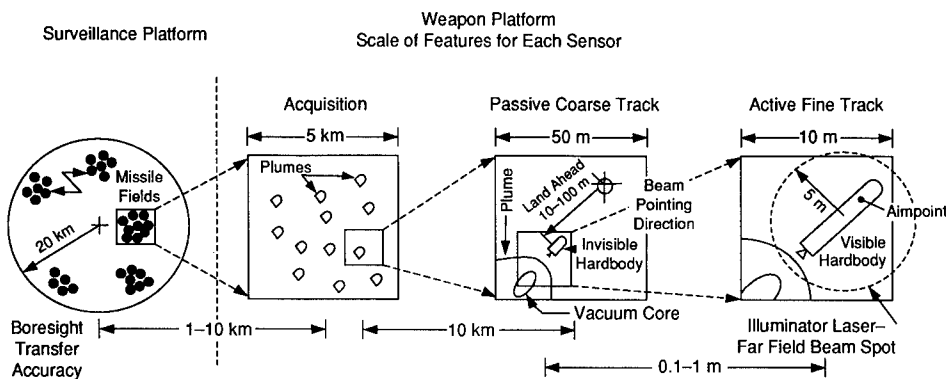 Surveillance Platform
Weapon Platform
Scale of Features for Each Sensor
Acquisition
5 km
Passive Coarse Track
50 m
Active Fine Track
10 m
Missile
Fields
20 km
Plumes
Plume
Land Ahead
10–100 m
Beam
Pointing
Direction
Invisible
Hardbody
Vacuum Core
5 m
Aimpoint
Visible
Hardbody
Illuminator Laser–
Far Field Beam Spot
Boresight
Transfer
Accuracy
1–10 km
10 km
0.1–1 m